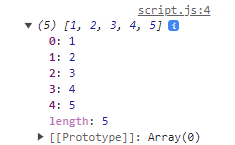 script.js:4
▼ (5) [1, 2, 3, 4, 5] i
0: 1
1: 2
2: 3
3: 4
4: 5
length: 5
▶ [[Prototype]]: Array(0)